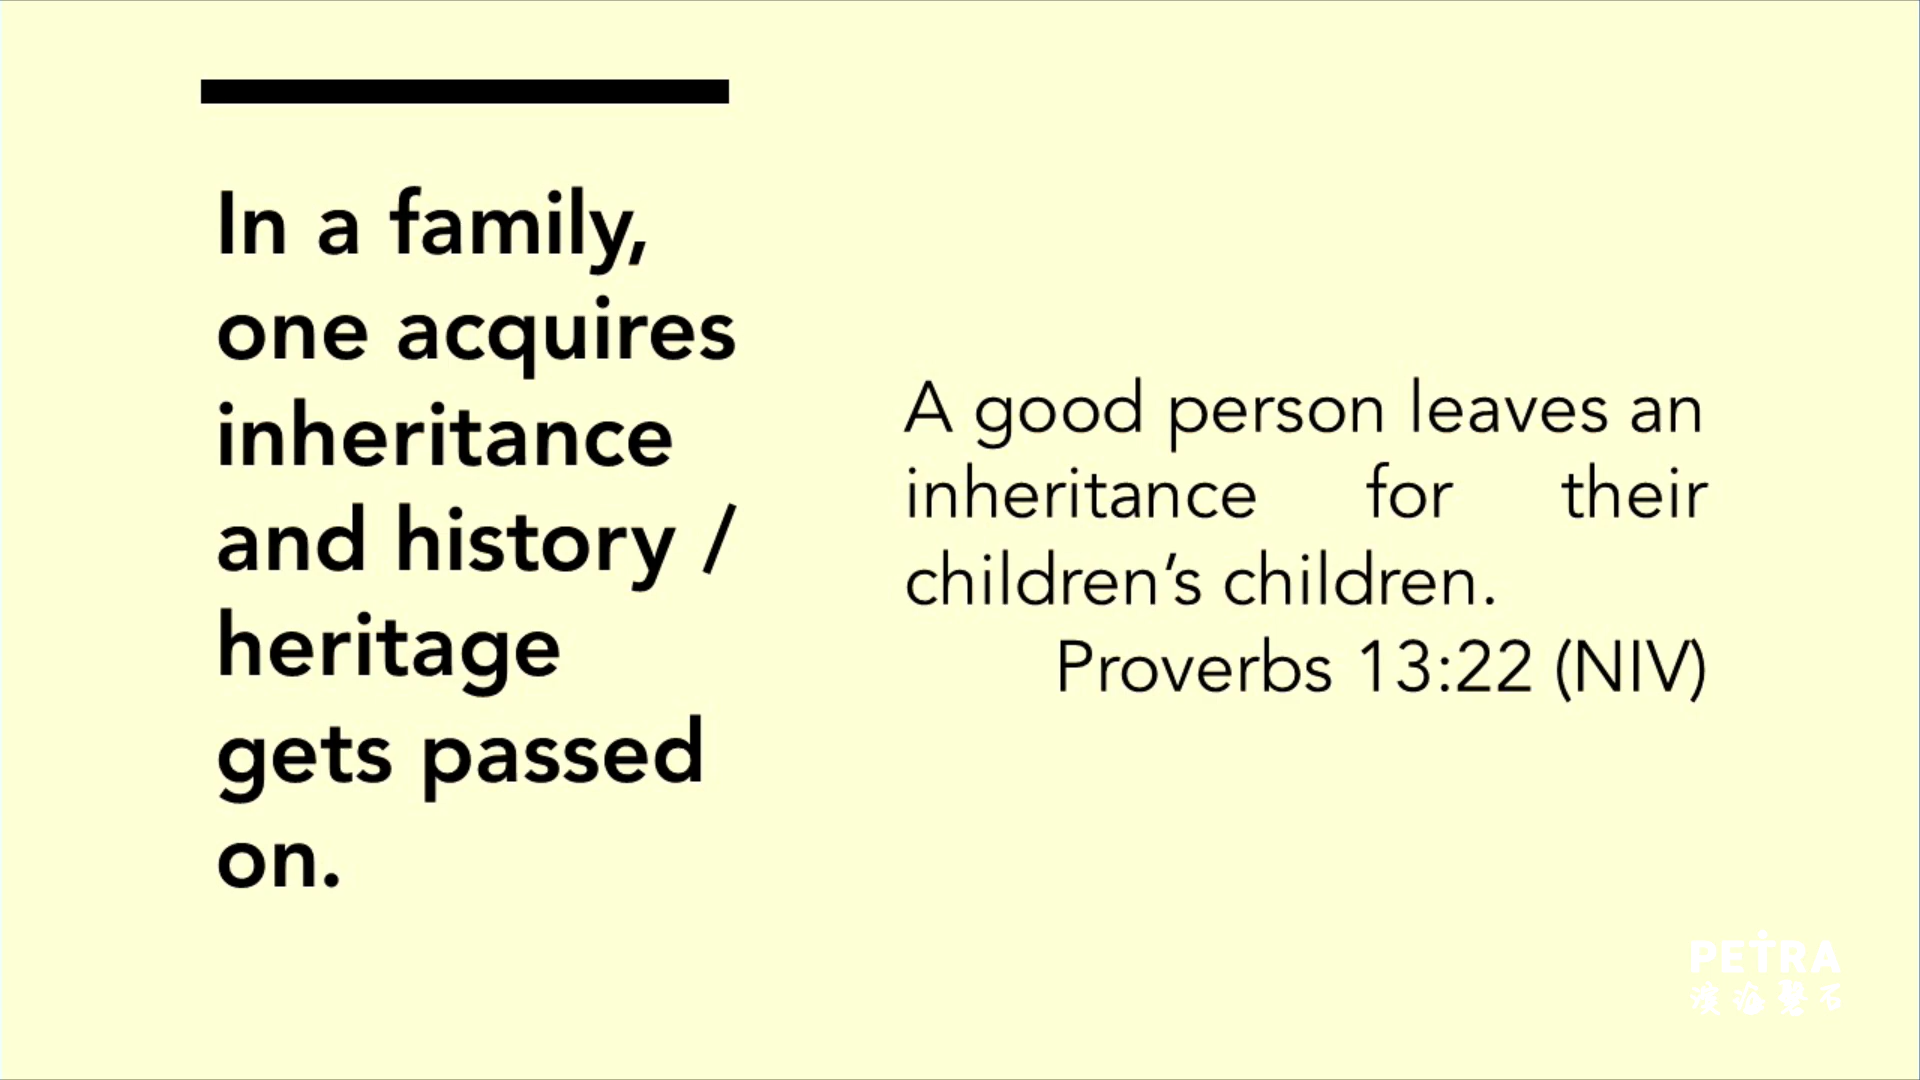 In a family,
one acquires
inheritance
and history /
heritage
gets passed
on.
A good person leaves an
inheritance for their
children’s children.
Proverbs 13:22 (NIV)
PETRA